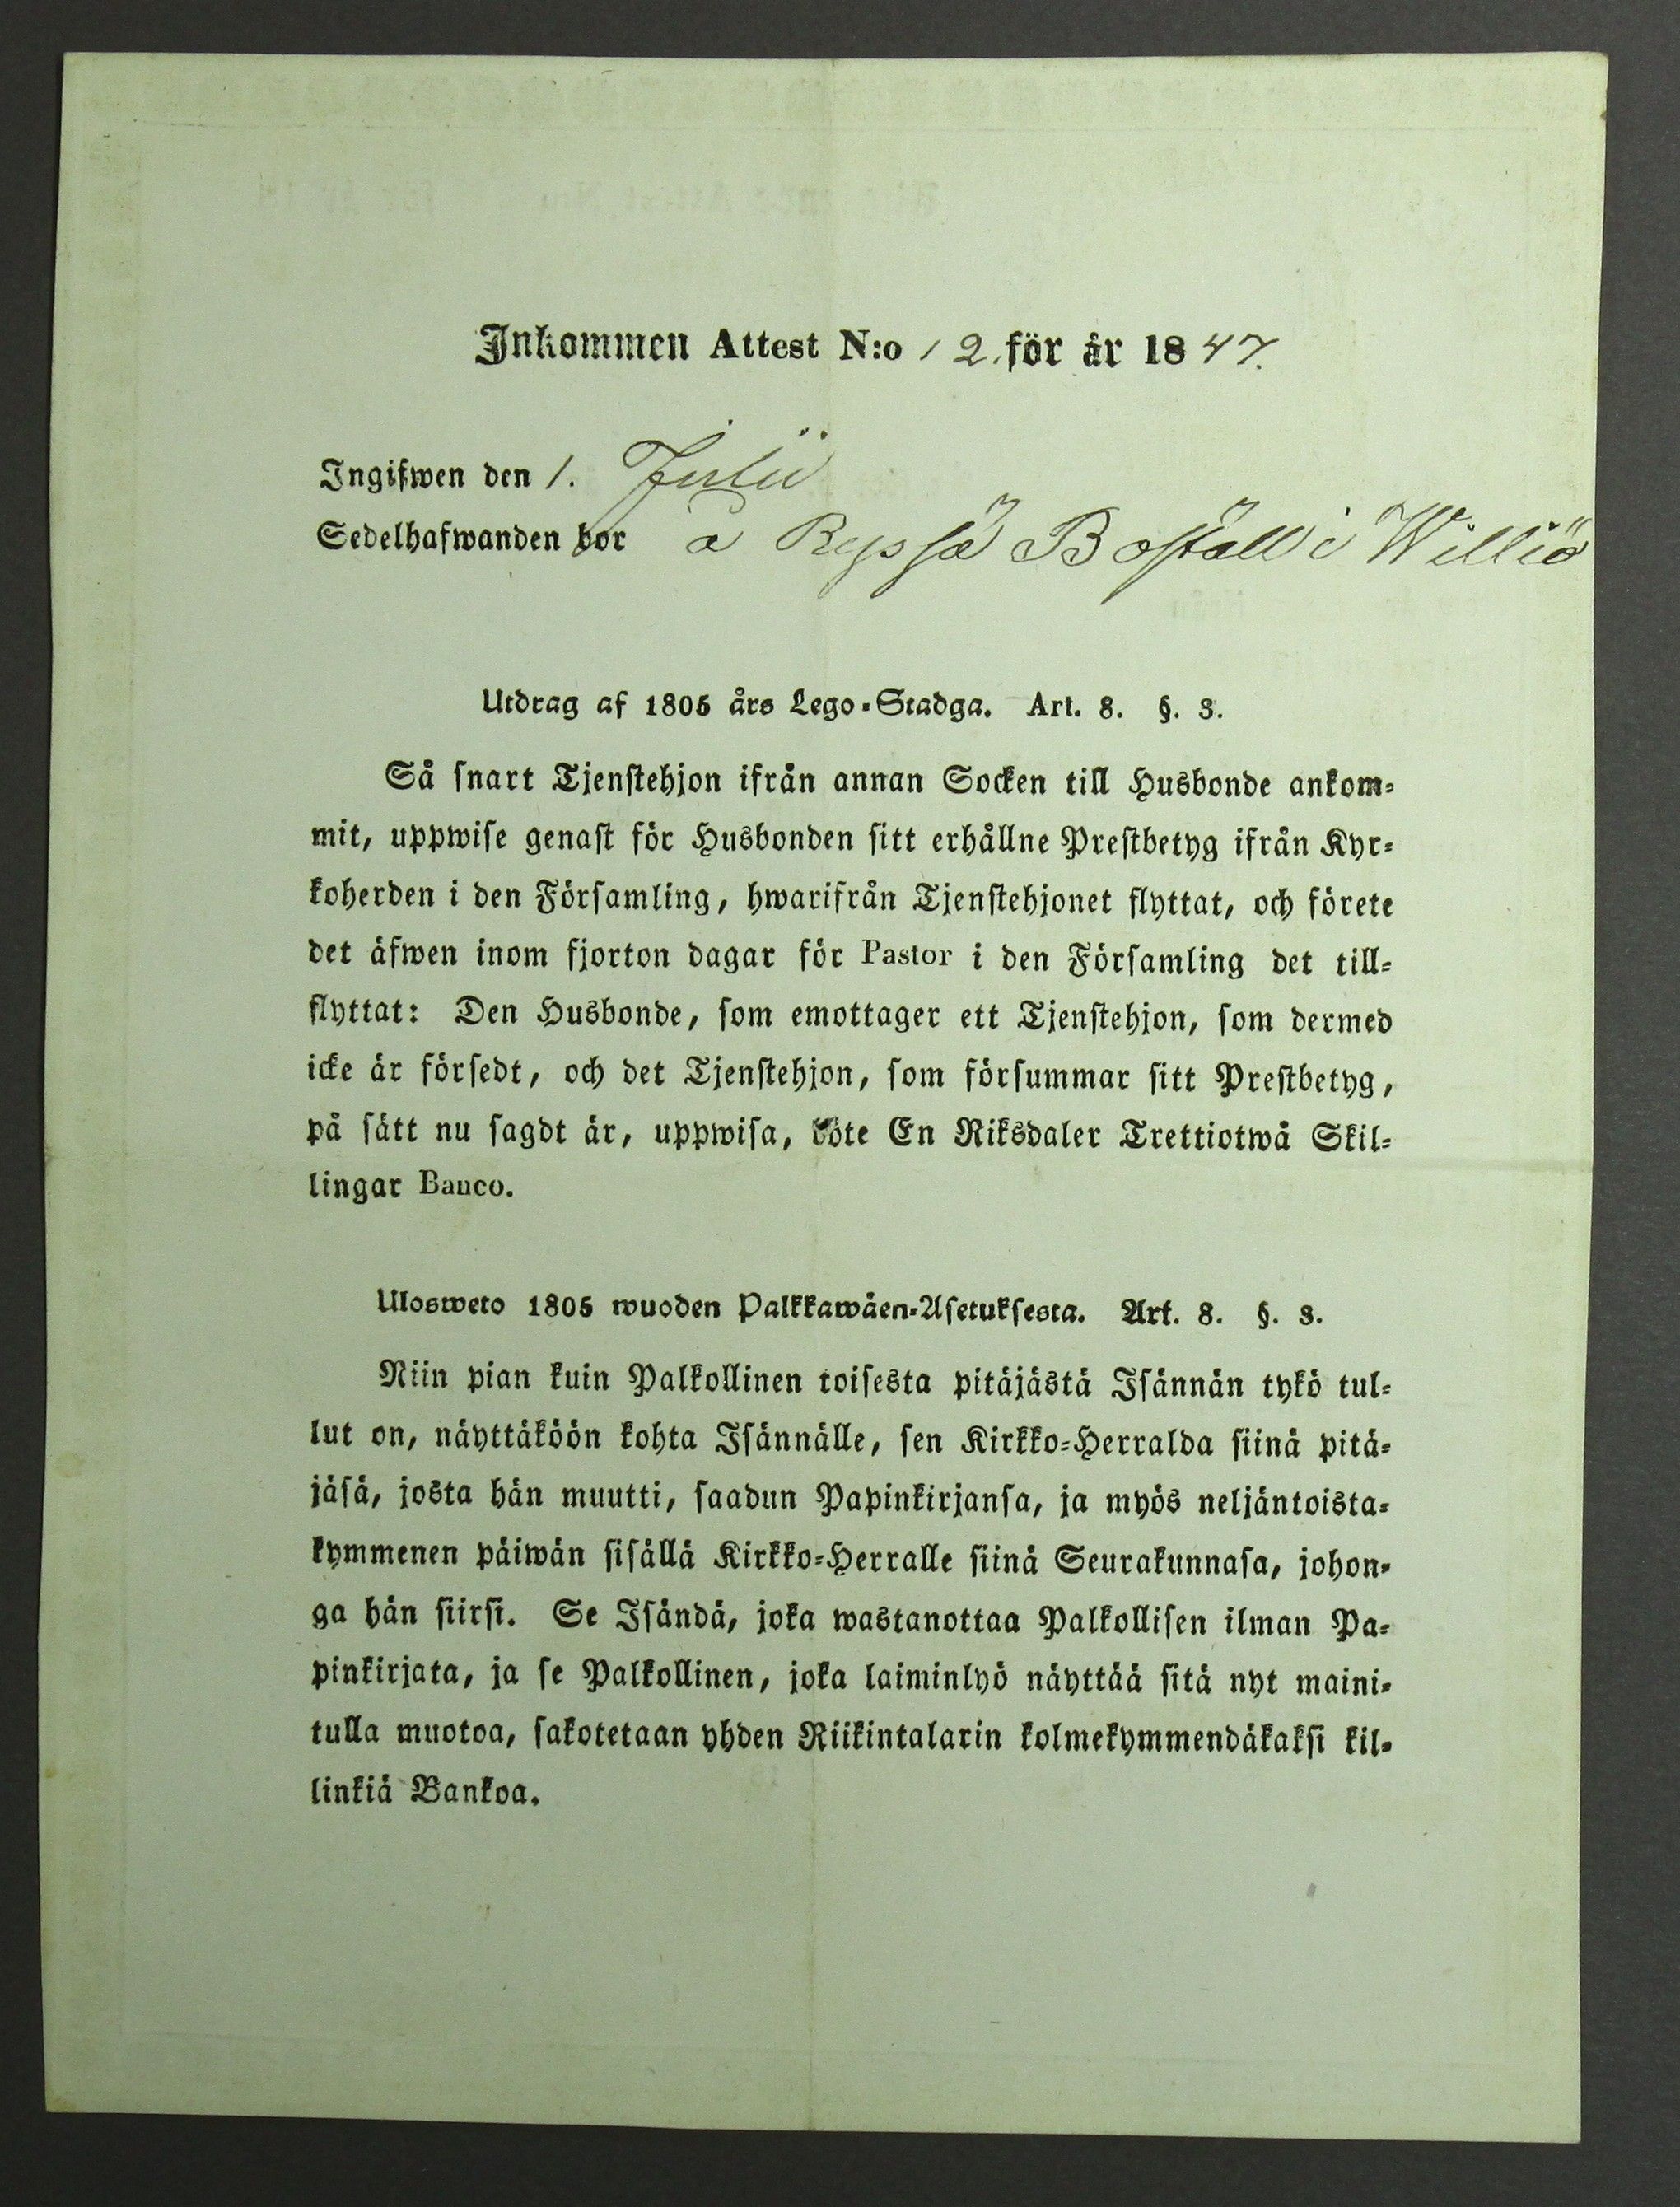 Inkommen Attest N:o 12. för år 1847.
Ingifwen den 1. Julii
Sedelhafwanden bor å Boställ i Williö
Utdrag af 1805 års Lego-Stadga. Art. 8. §. 3.
Så snart Tjenstehjon ifrån annan Socken till Husbonde ankom-
mit, uppwise genast för Husbonden sitt erhållne Prestbetyg ifrån Kyr-
koherden i den Församling, hwarifrån Tjenstehjonet flyttat, och förete
det äfwen inom fjorton dagar för Pastor i den Församling det till-
flyttat: Den Husbonde, som emottager ett Tjenstehjon, som dermed
icke är försedt, och det Tjenstehjon, som försummar sitt Prestbetyg,
på sätt nu sagdt är, uppwisa, böte En Riksdaler Trettiotwå Skil-
lingar Banco.
Ulosweto 1805 wuoden Palkkawäen-Asetuksesta. Art. 8. §. 3.
Niin pian kuin Palkollinen toisesta pitäjästä Isännän tykö tul-
lut on, näyttäköön kohta Isännälle, sen Kirkko-Herralda siinä pitä-
jäsä, josta hän muutti, saadun Papinkirjansa, ja myös neljäntoista-
kymmenen päiwän sisällä Kirkko-Herralle siinä Seurakunnasa, johon-
ga hän siirsi. Se Isändä, joka wastanottaa Palkollisen ilman Pa-
pinkirjata, ja se Palkollinen, joka laiminlyö näyttää sitä nyt maini-
tulla muotoa, sakotetaan yhden Riikintalarin kolmekymmendäkaksi kil-
linkiä Bankoa.